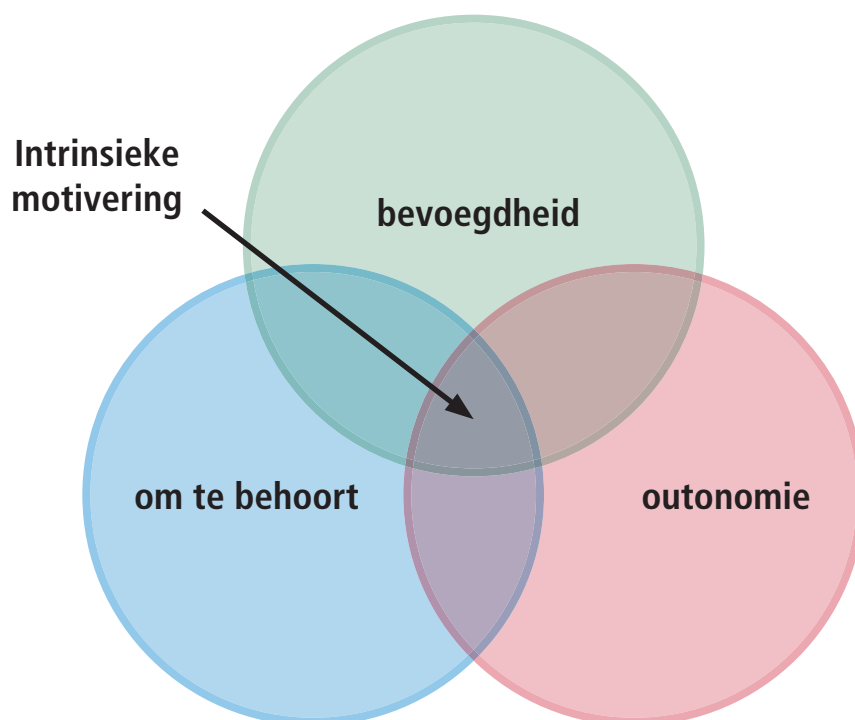 Intrinsieke
motivering
bevoegdheid
om te behoort
outonomie